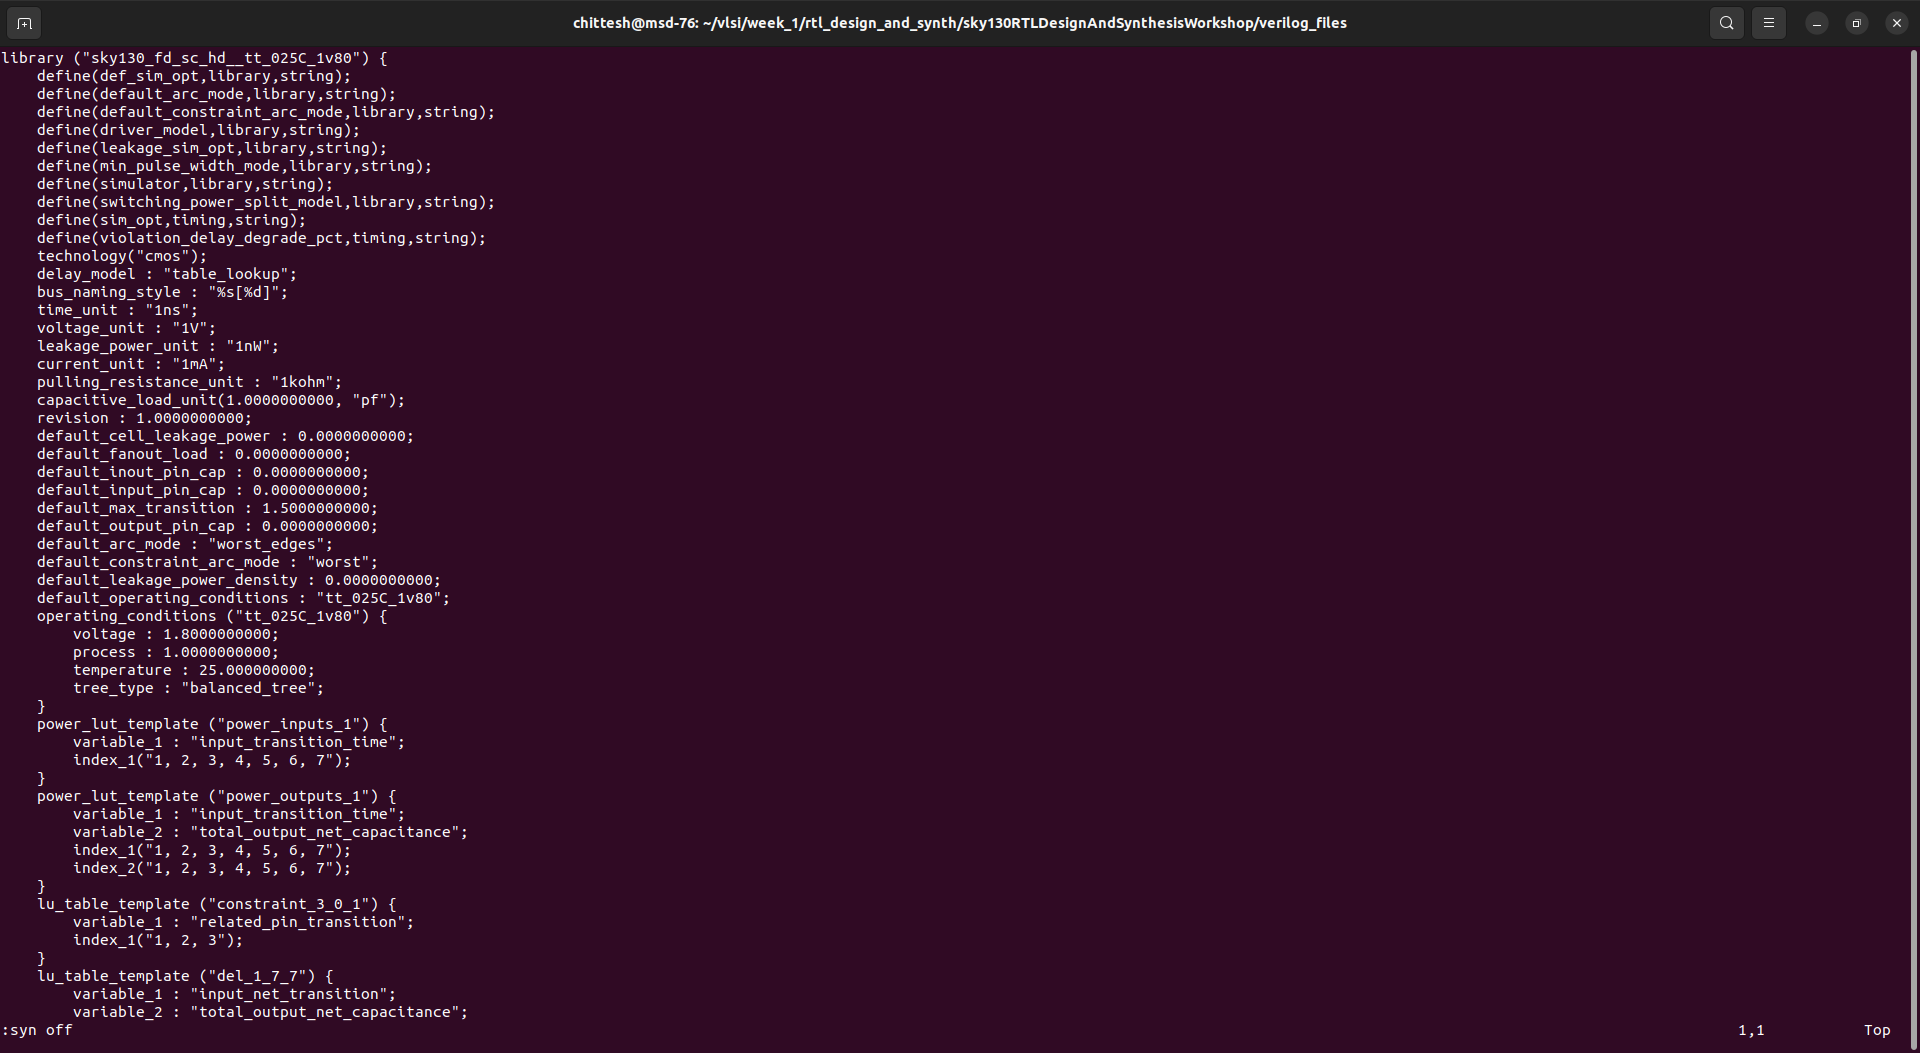 chittesh@msd-76: ~/vlsi/week_1/rtl_design_and_synth/sky130RTLDesignAndSynthesisWorkshop/verilog_files
library ("sky130_fd_sc_hd__tt_025C_1v80") {
    define(def_sim_opt,library,string);
    define(default_arc_mode,library,string);
    define(default_constraint_arc_mode,library,string);
    define(driver_model,library,string);
    define(leakage_sim_opt,library,string);
    define(min_pulse_width_mode,library,string);
    define(simulator,library,string);
    define(switching_power_split_model,library,string);
    define(sim_opt,timing,string);
    define(violation_delay_degrade_pct,timing,string);
    technology("cmos");
    delay_model : "table_lookup";
    bus_naming_style : "%s[%d]";
    time_unit : "1ns";
    voltage_unit : "1V";
    leakage_power_unit : "1nW";
    current_unit : "1mA";
    pulling_resistance_unit : "1kohm";
    capacitive_load_unit(1.0000000000, "pf");
    revision : 1.0000000000;
    default_cell_leakage_power : 0.0000000000;
    default_fanout_load : 0.0000000000;
    default_inout_pin_cap : 0.0000000000;
    default_input_pin_cap : 0.0000000000;
    default_max_transition : 1.5000000000;
    default_output_pin_cap : 0.0000000000;
    default_arc_mode : "worst_edges";
    default_constraint_arc_mode : "worst";
    default_leakage_power_density : 0.0000000000;
    default_operating_conditions : "tt_025C_1v80";
    operating_conditions ("tt_025C_1v80") {
        voltage : 1.8000000000;
        process : 1.0000000000;
        temperature : 25.000000000;
        tree_type : "balanced_tree";
    }
    power_lut_template ("power_inputs_1") {
        variable_1 : "input_transition_time";
        index_1("1, 2, 3, 4, 5, 6, 7");
    }
    power_lut_template ("power_outputs_1") {
        variable_1 : "input_transition_time";
        variable_2 : "total_output_net_capacitance";
        index_1("1, 2, 3, 4, 5, 6, 7");
        index_2("1, 2, 3, 4, 5, 6, 7");
    }
    lu_table_template ("constraint_3_0_1") {
        variable_1 : "related_pin_transition";
        index_1("1, 2, 3");
    }
    lu_table_template ("del_1_7_7") {
        variable_1 : "input_net_transition";
        variable_2 : "total_output_net_capacitance";
:syn off 1,1 Top